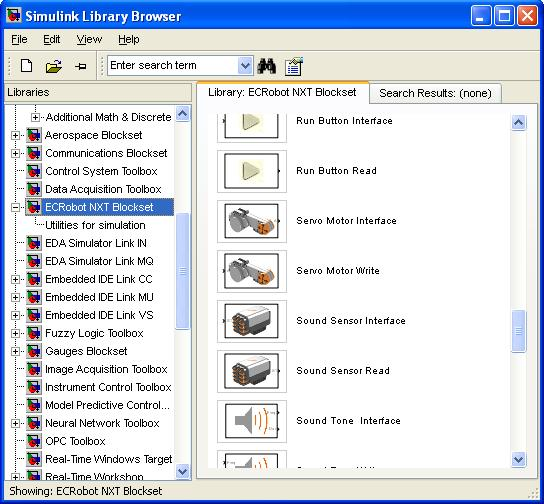 Simulink Library Browser
File Edit View Help
Enter search term
Libraries
Library: ECRobot NXT Blockset
Search Results: (none)
Additional Math & Discrete
Aerospace Blockset
Communications Blockset
Control System Toolbox
Data Acquisition Toolbox
ECRobot NXT Blockset
Utilities for simulation
EDA Simulator Link IN
EDA Simulator Link MQ
Embedded IDE Link CC
Embedded IDE Link MU
Embedded IDE Link VS
Fuzzy Logic Toolbox
Gauges Blockset
Image Acquisition Toolbox
Instrument Control Toolbox
Model Predictive Control...
Neural Network Toolbox
OPC Toolbox
Real-Time Windows Target
Real-Time Workshop
Run Button Interface
Run Button Read
Servo Motor Interface
Servo Motor Write
Sound Sensor Interface
Sound Sensor Read
Sound Tone Interface
Showing: ECRobot NXT Blockset